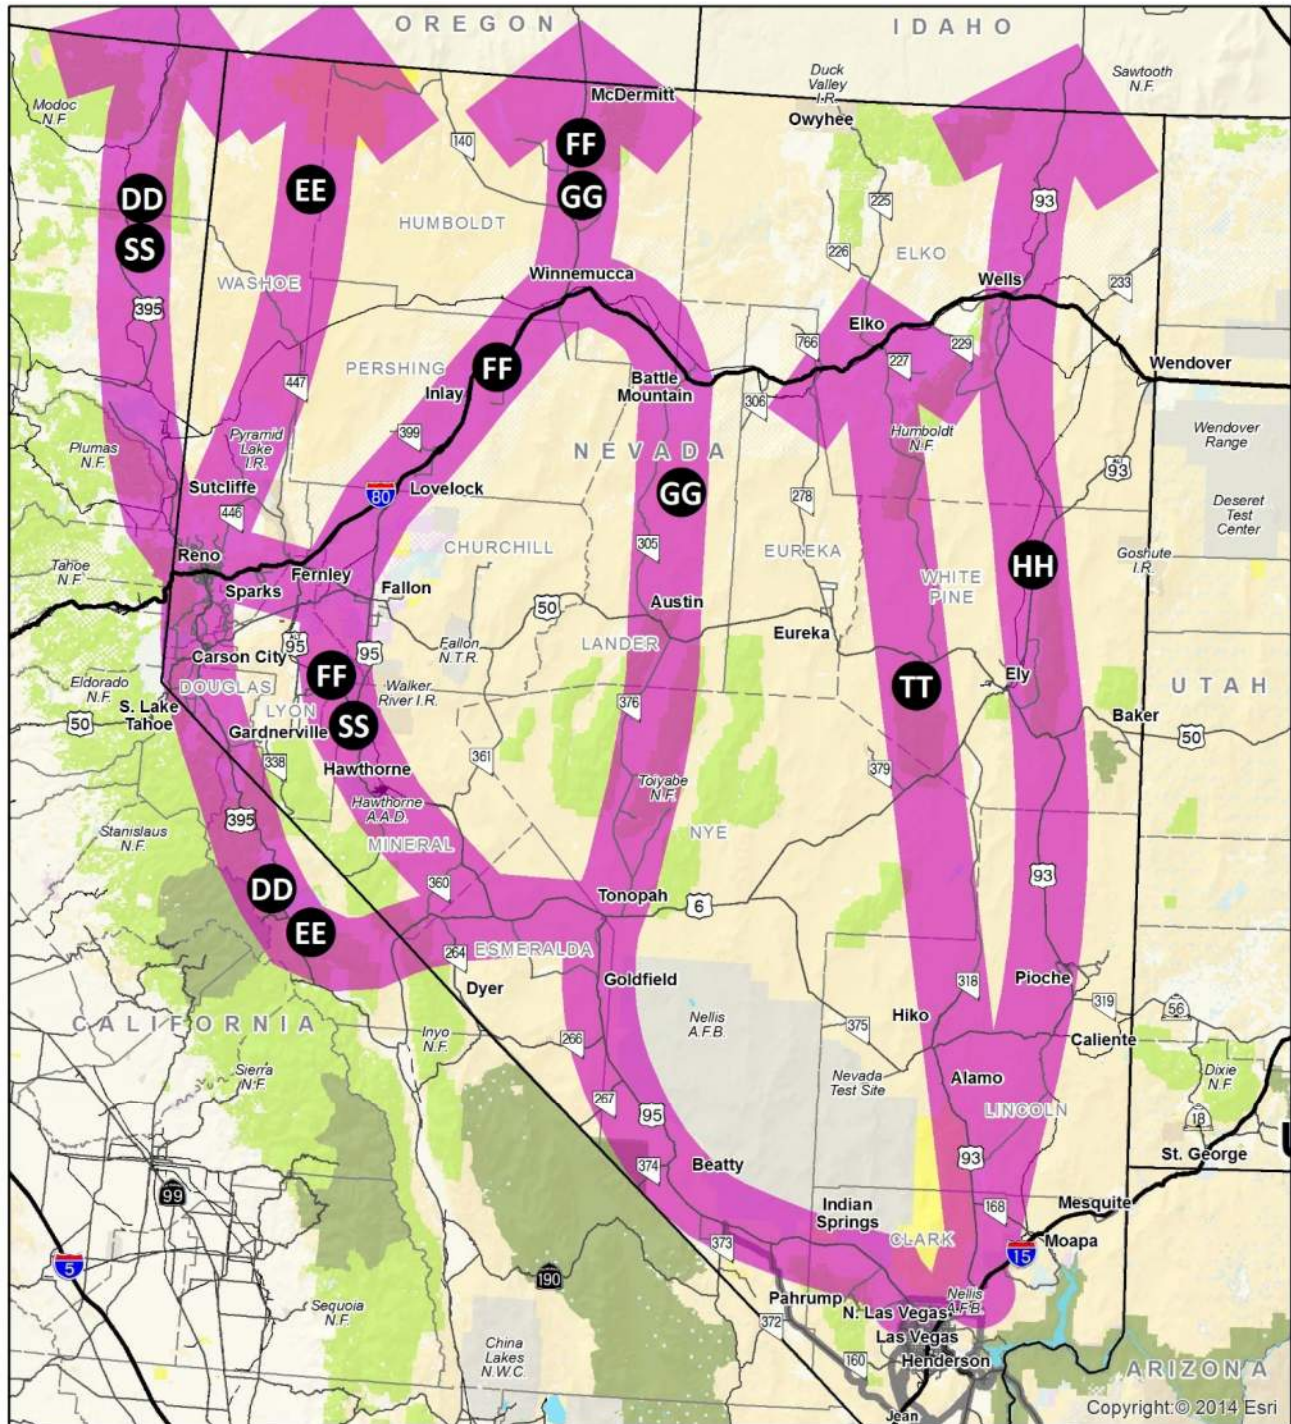 OREGON
IDAHO
Modoc
N.F.
Duck
Valley
I.R.
Sawtooth
N.F.
McDermitt
Owyhee
140
FF
DD
EE
GG
93
225
HUMBOLDT
SS
226
ELKO
Winnemucca
Wells
233
WASHOE
395
Elko
766
229
227
Wendover
PERSHING
FF
447
Inlay
Battle
Mountain
306
399
Humboldt
N.F.
Wendover
Range
Plumas
N.F.
Pyramid
Lake
I.R.
NEVADA
93
Sutcliffe
80
Lovelock
GG
278
446
Deseret
Test
Center
Reno
CHURCHILL
305
EUREKA
Goshute
I.R.
Tahoe
N.F.
Fernley
HH
Sparks
Fallon
WHITE
PINE
50
Austin
Carson City
ALT
95
95
Fallon
N.T.R.
LANDER
Eureka
Eldorado
N.F.
DOUGLAS
FF
Walker
River I.R.
TT
Ely
UTAH
S. Lake
Tahoe
LYON
376
Baker
50
Gardnerville
SS
50
338
361
379
Hawthorne
Toiyabe
N.F.
Hawthorne
A.A.D.
395
Stanislaus
N.F.
MINERAL
NYE
DD
360
Tonopah
93
6
EE
264
ESMERALDA
Dyer
Goldfield
318
Pioche
319
CALIFORNIA
Inyo
N.F.
266
Nellis
A.F.B.
Hiko
375
56
Caliente
Sierra
N.F.
Nevada
Test Site
Alamo
Dixie
N.F.
267
95
LINCOLN
18
374
Beatty
93
St. George
99
Indian
Springs
168
Mesquite
373
CLARK
15
Moapa
5
190
Pahrump
Nellis
A.F.B.
Sequoia
N.F.
372
N. Las Vegas
Las Vegas
China
Lakes
N.W.C.
160
Henderson
ARIZONA
Jean
Copyright:© 2014 Esri